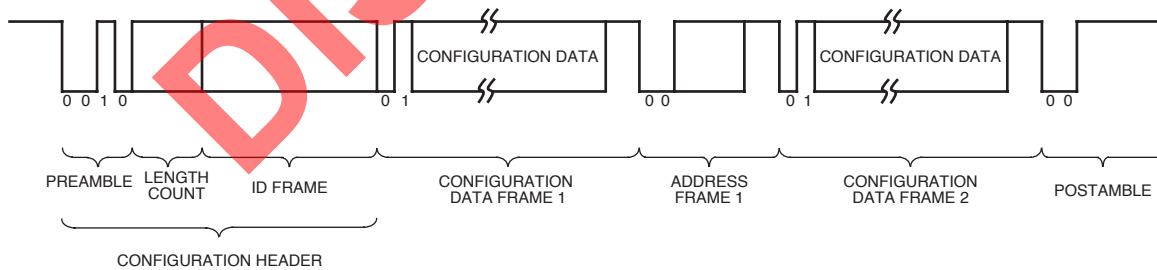 CONFIGURATION DATA CONFIGURATION DATA
0 0 1 0 0 1 0 0 0 1 0 0
PREAMBLE LENGTH COUNT ID FRAME CONFIGURATION DATA FRAME 1 ADDRESS FRAME 1 CONFIGURATION DATA FRAME 2 POSTAMBLE
CONFIGURATION HEADER